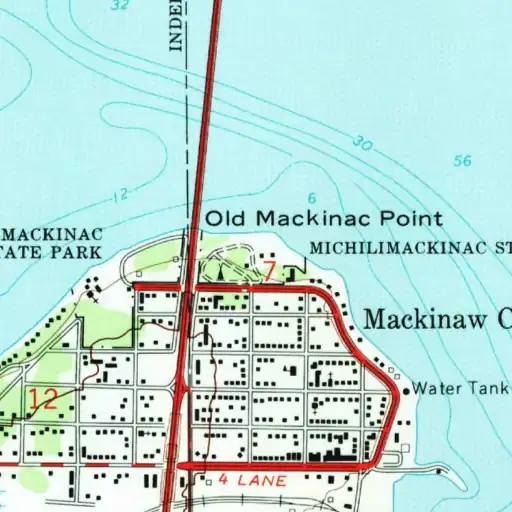 32
INDE
30
56
12
6
Old Mackinac Point
MACKINAC
TATE PARK
MICHILIMACKINAC ST
7
Mackinaw C
12
Water Tank
4 LANE